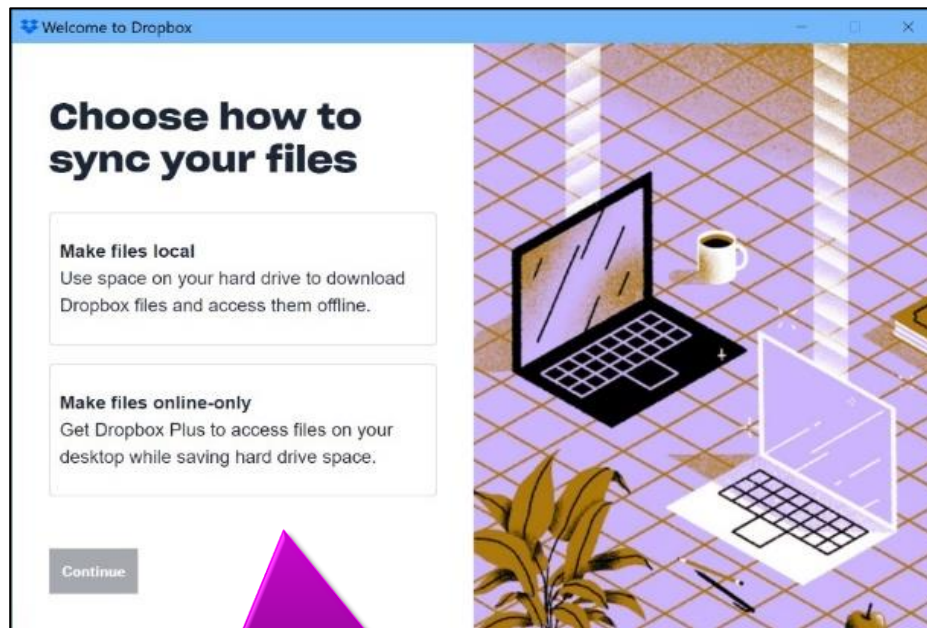 Welcome to Dropbox
Choose how to
sync your files
Make files local
Use space on your hard drive to download
Dropbox files and access them offline.
Make files online-only
Get Dropbox Plus to access files on your
desktop while saving hard drive space.
Continue